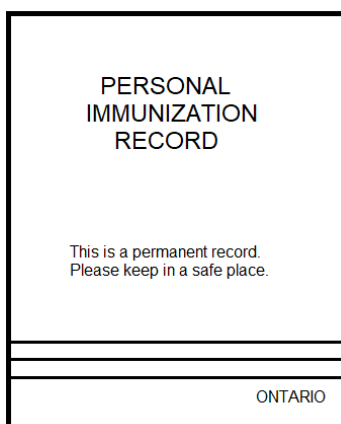 PERSONAL
IMMUNIZATION
RECORD
This is a permanent record.
Please keep in a safe place.
ONTARIO